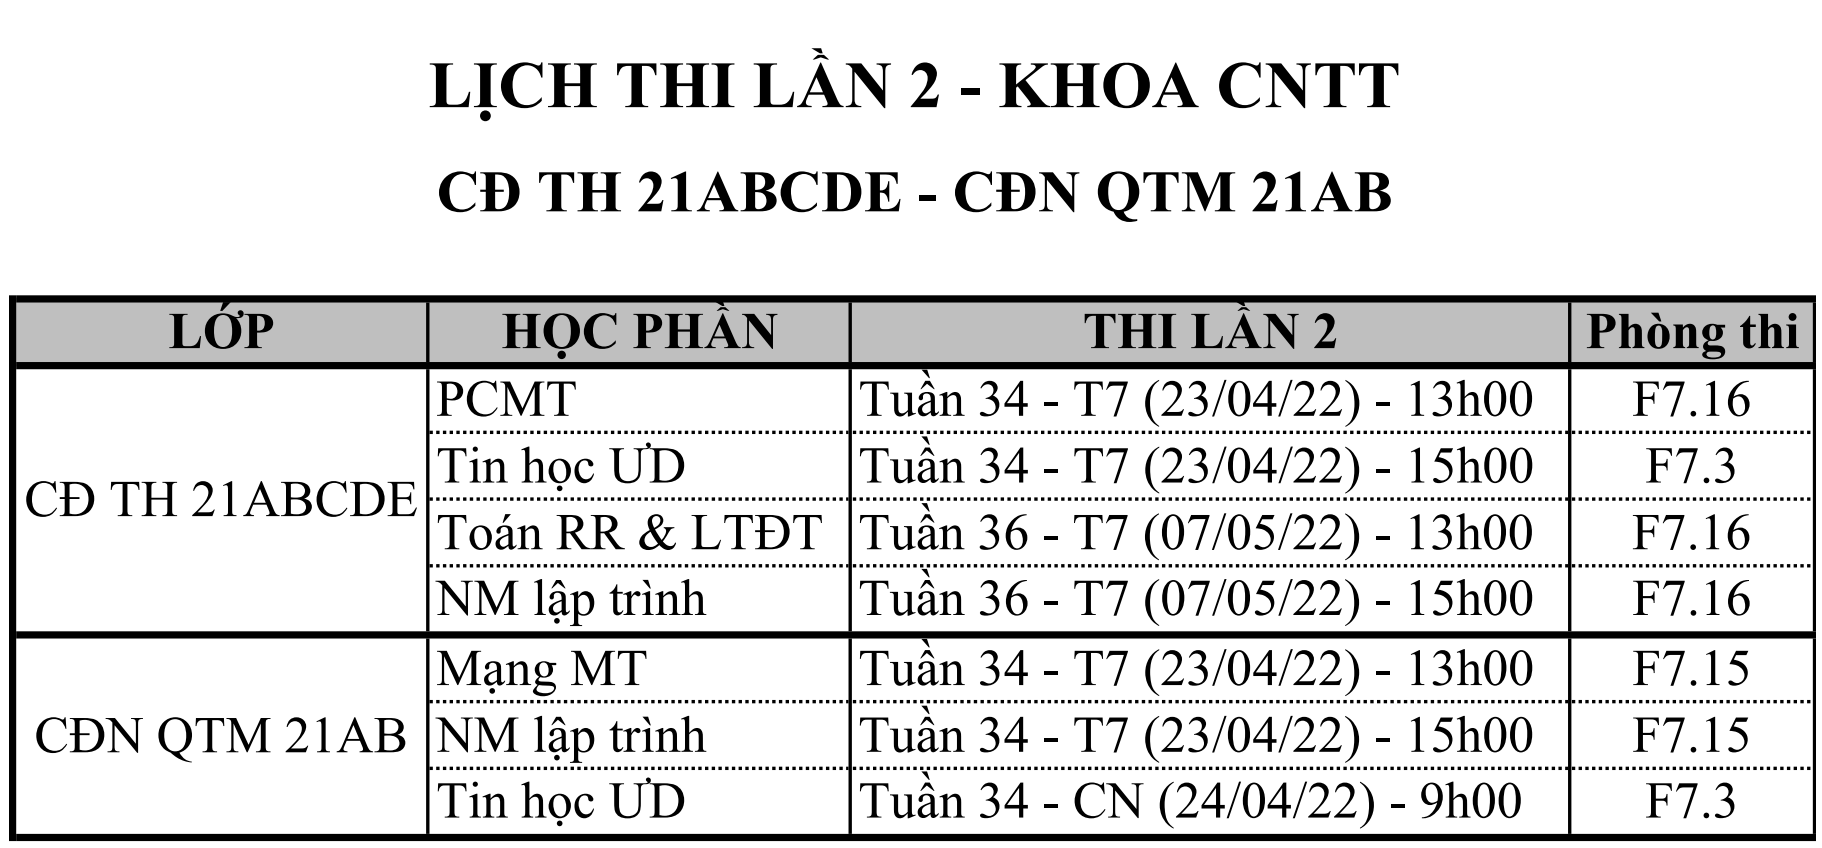 LỊCH THI LẦN 2 - KHOA CNTT
CĐ TH 21ABCDE - CĐN QTM 21AB
LỚP HỌC PHẦN THI LẦN 2 Phòng thi
CĐ TH 21ABCDE
PCMT Tuần 34 - T7 (23/04/22) - 13h00 F7.16
Tin học ƯD Tuần 34 - T7 (23/04/22) - 15h00 F7.3
Toán RR & LTĐT Tuần 36 - T7 (07/05/22) - 13h00 F7.16
NM lập trình Tuần 36 - T7 (07/05/22) - 15h00 F7.16
CĐN QTM 21AB
Mạng MT Tuần 34 - T7 (23/04/22) - 13h00 F7.15
NM lập trình Tuần 34 - T7 (23/04/22) - 15h00 F7.15
Tin học ƯD Tuần 34 - CN (24/04/22) - 9h00 F7.3